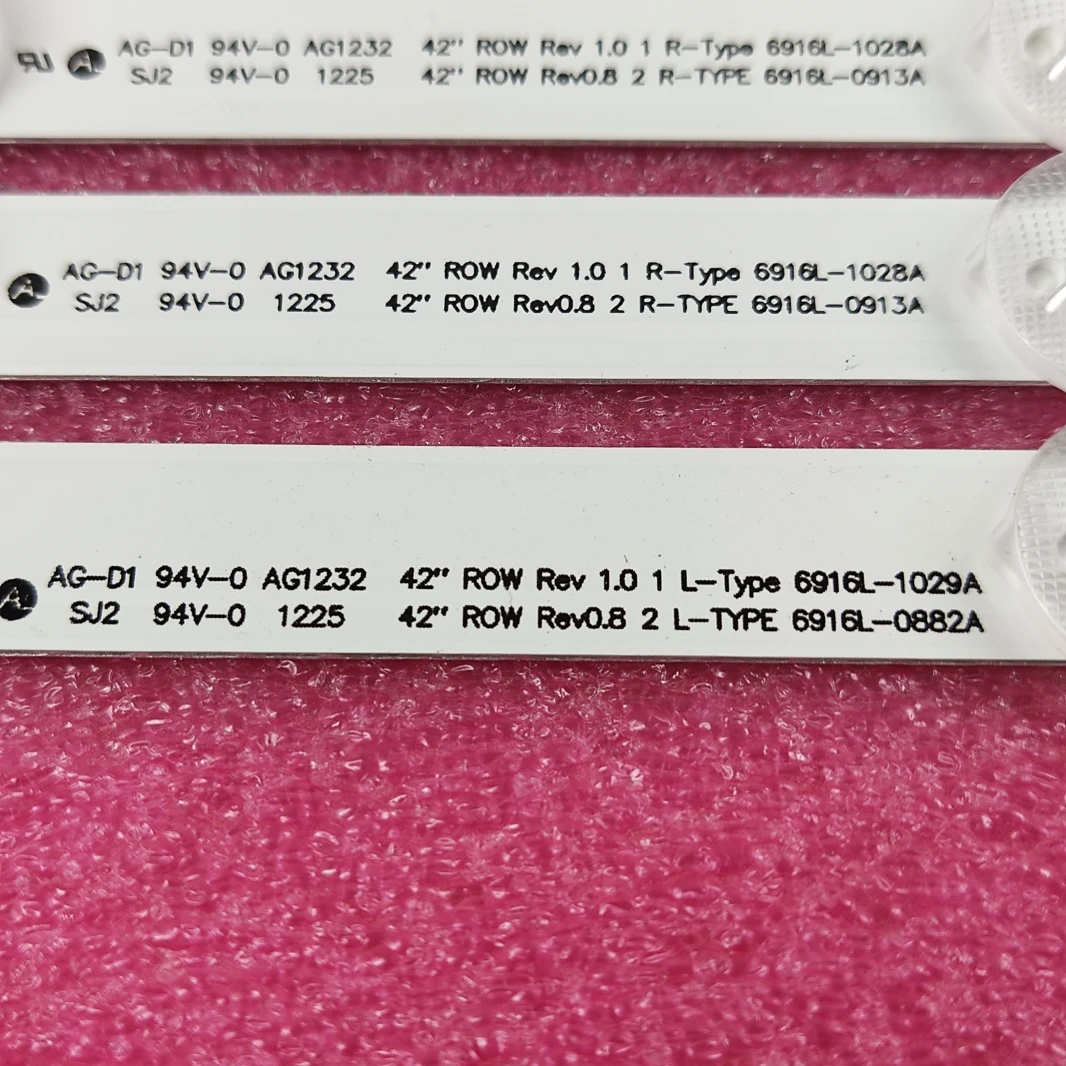 AG-D1 94V-0 AG1232 42" ROW Rev 1.0 1 R-Type 6916L-1028A
SJ2 94V-0 1225 42" ROW Rev0.8 2 R-TYPE 6916L-0913A
AG-D1 94V-0 AG1232 42" ROW Rev 1.0 1 R-Type 6916L-1028A
SJ2 94V-0 1225 42" ROW Rev0.8 2 R-TYPE 6916L-0913A
AG-D1 94V-0 AG1232 42" ROW Rev 1.0 1 L-Type 6916L-1029A
SJ2 94V-0 1225 42" ROW Rev0.8 2 L-TYPE 6916L-0882A